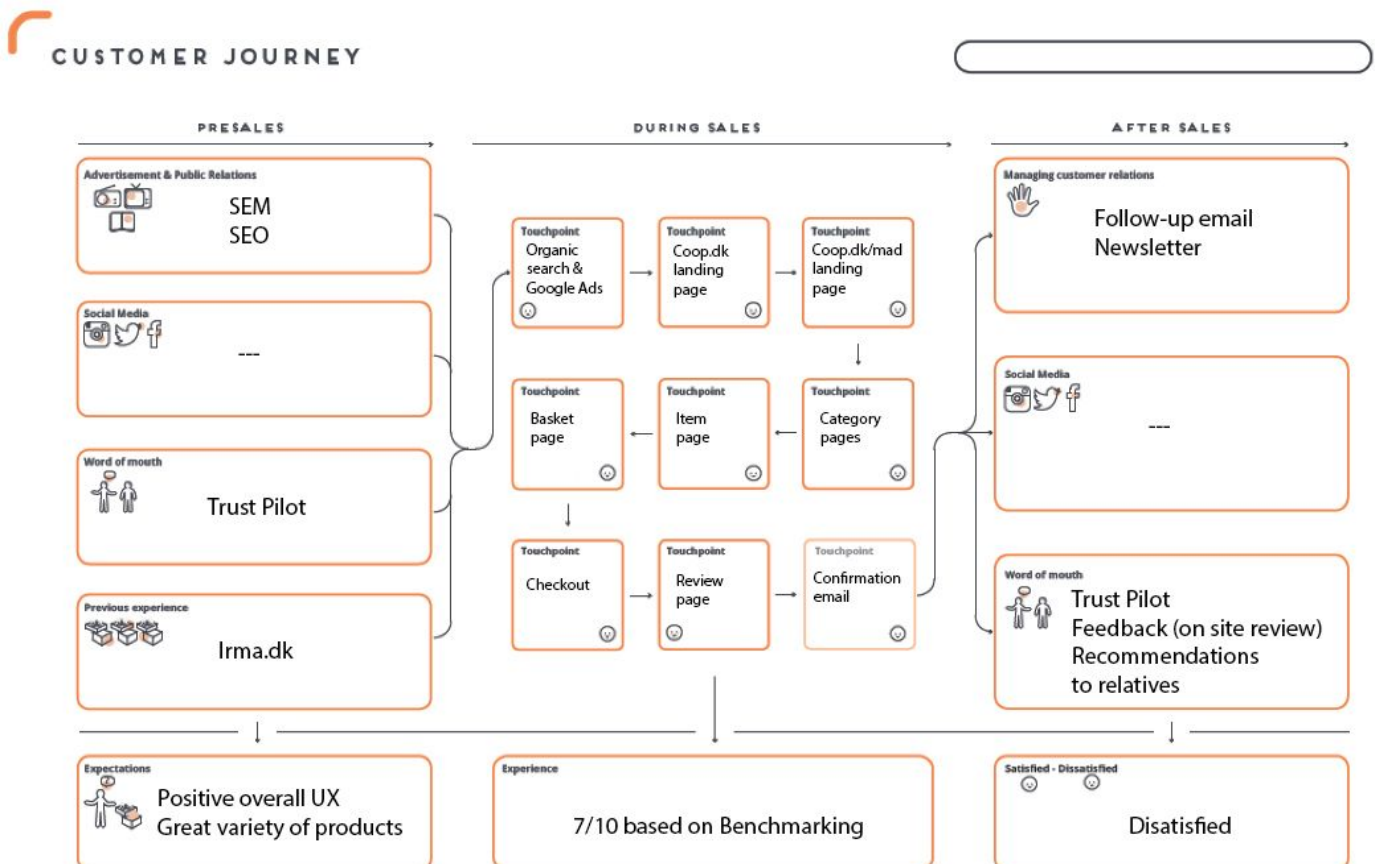 CUSTOMER JOURNEY
PRESALES
Advertisement & Public Relations
SEM
SEO
Social Media
---
Word of mouth
Trust Pilot
Previous experience
Irma.dk
Expectations
Positive overall UX
Great variety of products
DURING SALES
Touchpoint
Organic
search &
Google Ads
Touchpoint
Coop.dk
landing
page
Touchpoint
Coop.dk/mad
landing
page
Touchpoint
Category
pages
Touchpoint
Item
page
Touchpoint
Basket
page
Touchpoint
Checkout
Touchpoint
Review
page
Touchpoint
Confirmation
email
Experience
7/10 based on Benchmarking
AFTER SALES
Managing customer relations
Follow-up email
Newsletter
Social Media
---
Word of mouth
Trust Pilot
Feedback (on site review)
Recommendations
to relatives
Satisfied - Dissatisfied
Disatisfied